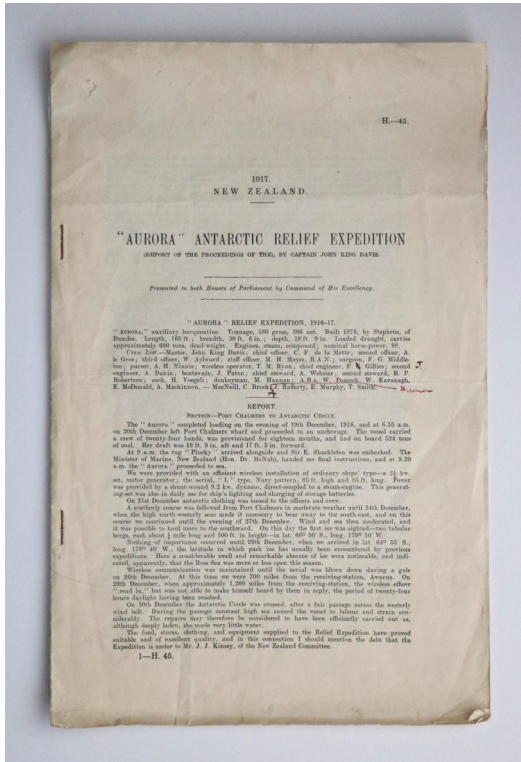 H.—45.
1917.
NEW ZEALAND.
"AURORA" ANTARCTIC RELIEF EXPEDITION
(REPORT OF THE PROCEEDINGS OF THE), BY CAPTAIN JOHN KING DAVIS.
Presented to both Houses of Parliament by Command of His Excellency.
"AURORA" RELIEF EXPEDITION, 1916-17.
"AURORA," auxiliary barquentine. Tonnage, 580 gross, 386 net. Built 1876, by Stephens, of
Dundee. Length, 165 ft.; breadth, 30 ft. 6 in.; depth, 18 ft. 9 in. Loaded draught, carries
approximately 600 tons, dead-weight. Engines, steam, compound; nominal horse-power, 98.
Crew List.—Master, John King Davis; chief officer, C. P. de la Motte; second officer, A.
le Gros; third officer, W. Aylward; staff officer, M. H. Moyes, R.A.N.; surgeon, F. G. Middle-
ton; purser, A. H. Ninnis; wireless operator, T. M. Ryan; chief engineer, F. Gillies; second J.
engineer, A. Dakin; boatswain, J. Paton; chief steward, A. Webster; second steward, B. P.
Robertson; cook, H. Voegeli; donkeyman, M. Hannan; A.B.s, W. Peacock, W. Kavanagh,
E. McDonald, A. Mackinnon, — MacNeill, C. Brock, J. Rafferty, E. Murphy, T. Smith.
REPORT.
SECTION—PORT CHALMERS TO ANTARCTIC CIRCLE.
The "Aurora" completed loading on the evening of 19th December, 1916, and at 6.55 a.m.
on 20th December left Port Chalmers wharf and proceeded to an anchorage. The vessel carried
a crew of twenty-four hands, was provisioned for eighteen months, and had on board 524 tons
of coal. Her draft was 18 ft. 9 in. aft and 17 ft. 5 in. forward.
At 9 a.m. the tug "Plucky" arrived alongside and Sir E. Shackleton was embarked. The
Minister of Marine, New Zealand (Hon. Dr. McNab), handed me final instructions, and at 9.20
a.m. the "Aurora" proceeded to sea.
We were provided with an efficient wireless installation of ordinary ships' type—a 2½ kw.
set, motor generator; the aerial, "L" type, Navy pattern, 85 ft. high and 85 ft. long. Power
was provided by a shunt-wound 9.2 kw. dynamo, direct-coupled to a steam-engine. This generat-
ing-set was also in daily use for ship's lighting and charging of storage batteries.
On 21st December antarctic clothing was issued to the officers and crew.
A southerly course was followed from Port Chalmers in moderate weather until 24th December,
when the high north-westerly seas made it necessary to bear away to the south-east, and on this
course we continued until the evening of 27th December. Wind and sea then moderated, and
it was possible to haul more to the southward. On this day the first ice was sighted—two tabular
bergs, each about ½ mile long and 100 ft. in height—in lat. 60° 50' S., long. 179° 10' W.
Nothing of importance occurred until 29th December, when we arrived in lat. 64° 55' S.,
long. 178° 40' W., the latitude in which pack ice has usually been encountered by previous
expeditions. Here a considerable swell and remarkable absence of ice were noticeable, and indi-
cated, apparently, that the Ross Sea was more or less open this season.
Wireless communication was maintained until the aerial was blown down during a gale
on 26th December. At this time we were 700 miles from the receiving-station, Awarua. On
29th December, when approximately 1,200 miles from the receiving-station, the wireless officer
"read in," but was not able to make himself heard by them in reply, the period of twenty-four
hours daylight having been reached.
On 30th December the Antarctic Circle was crossed, after a fair passage across the westerly
wind belt. During the passage constant high seas caused the vessel to labour and strain con-
siderably. The repairs may therefore be considered to have been efficiently carried out as,
although deeply laden, she made very little water.
The food, stores, clothing, and equipment supplied to the Relief Expedition have proved
suitable and of excellent quality, and in this connection I should mention the debt that the
Expedition is under to Mr. J. J. Kinsey, of the New Zealand Committee.
1—H. 45.